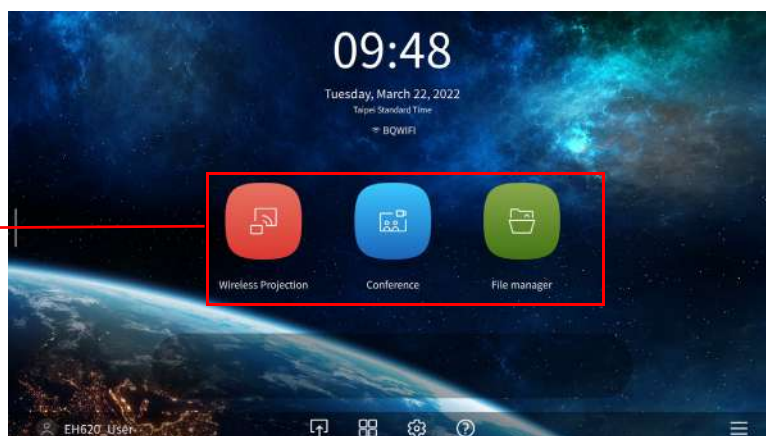 09:48
Tuesday, March 22, 2022
Taipei Standard Time
BQWIFI
Wireless Projection Conference File manager
EH620_User